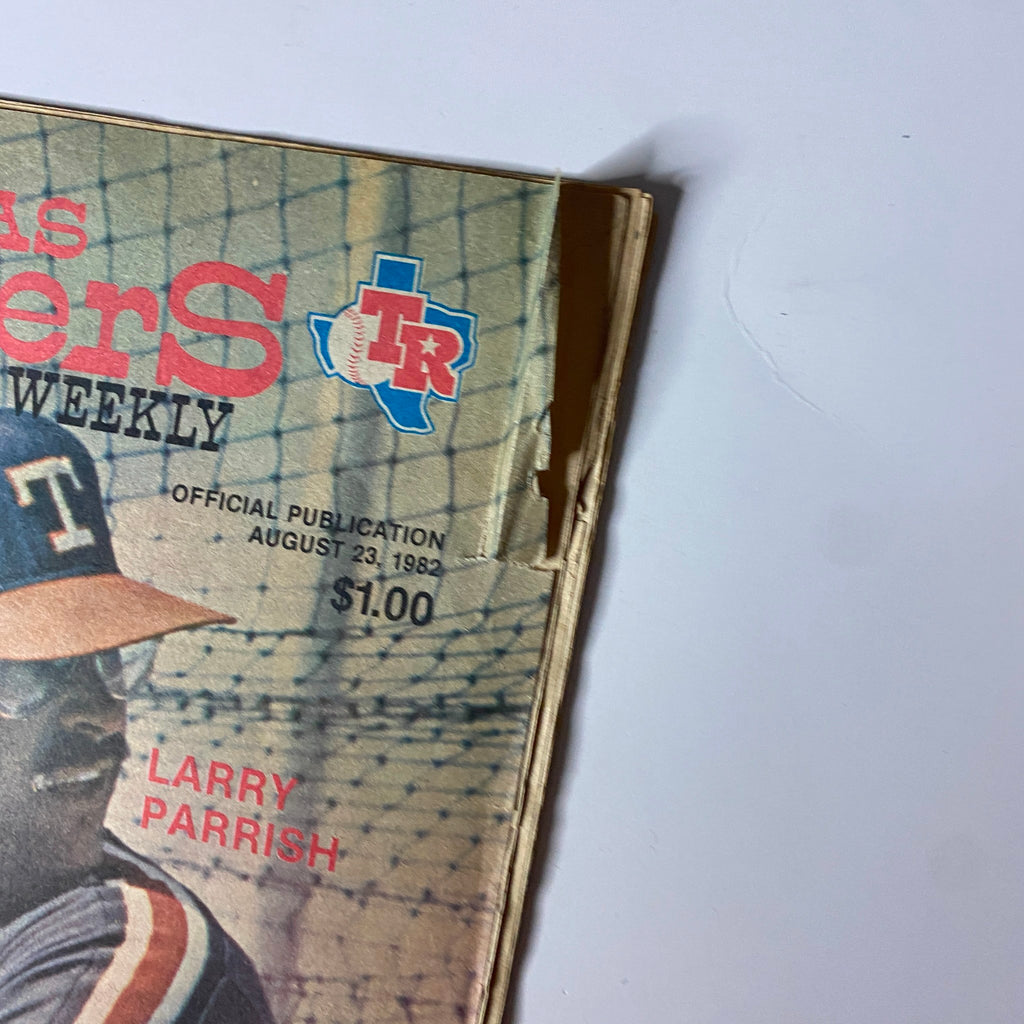 AS
erS
WEEKLY
TR
T
OFFICIAL PUBLICATION
AUGUST 23, 1982
$1.00
LARRY
PARRISH